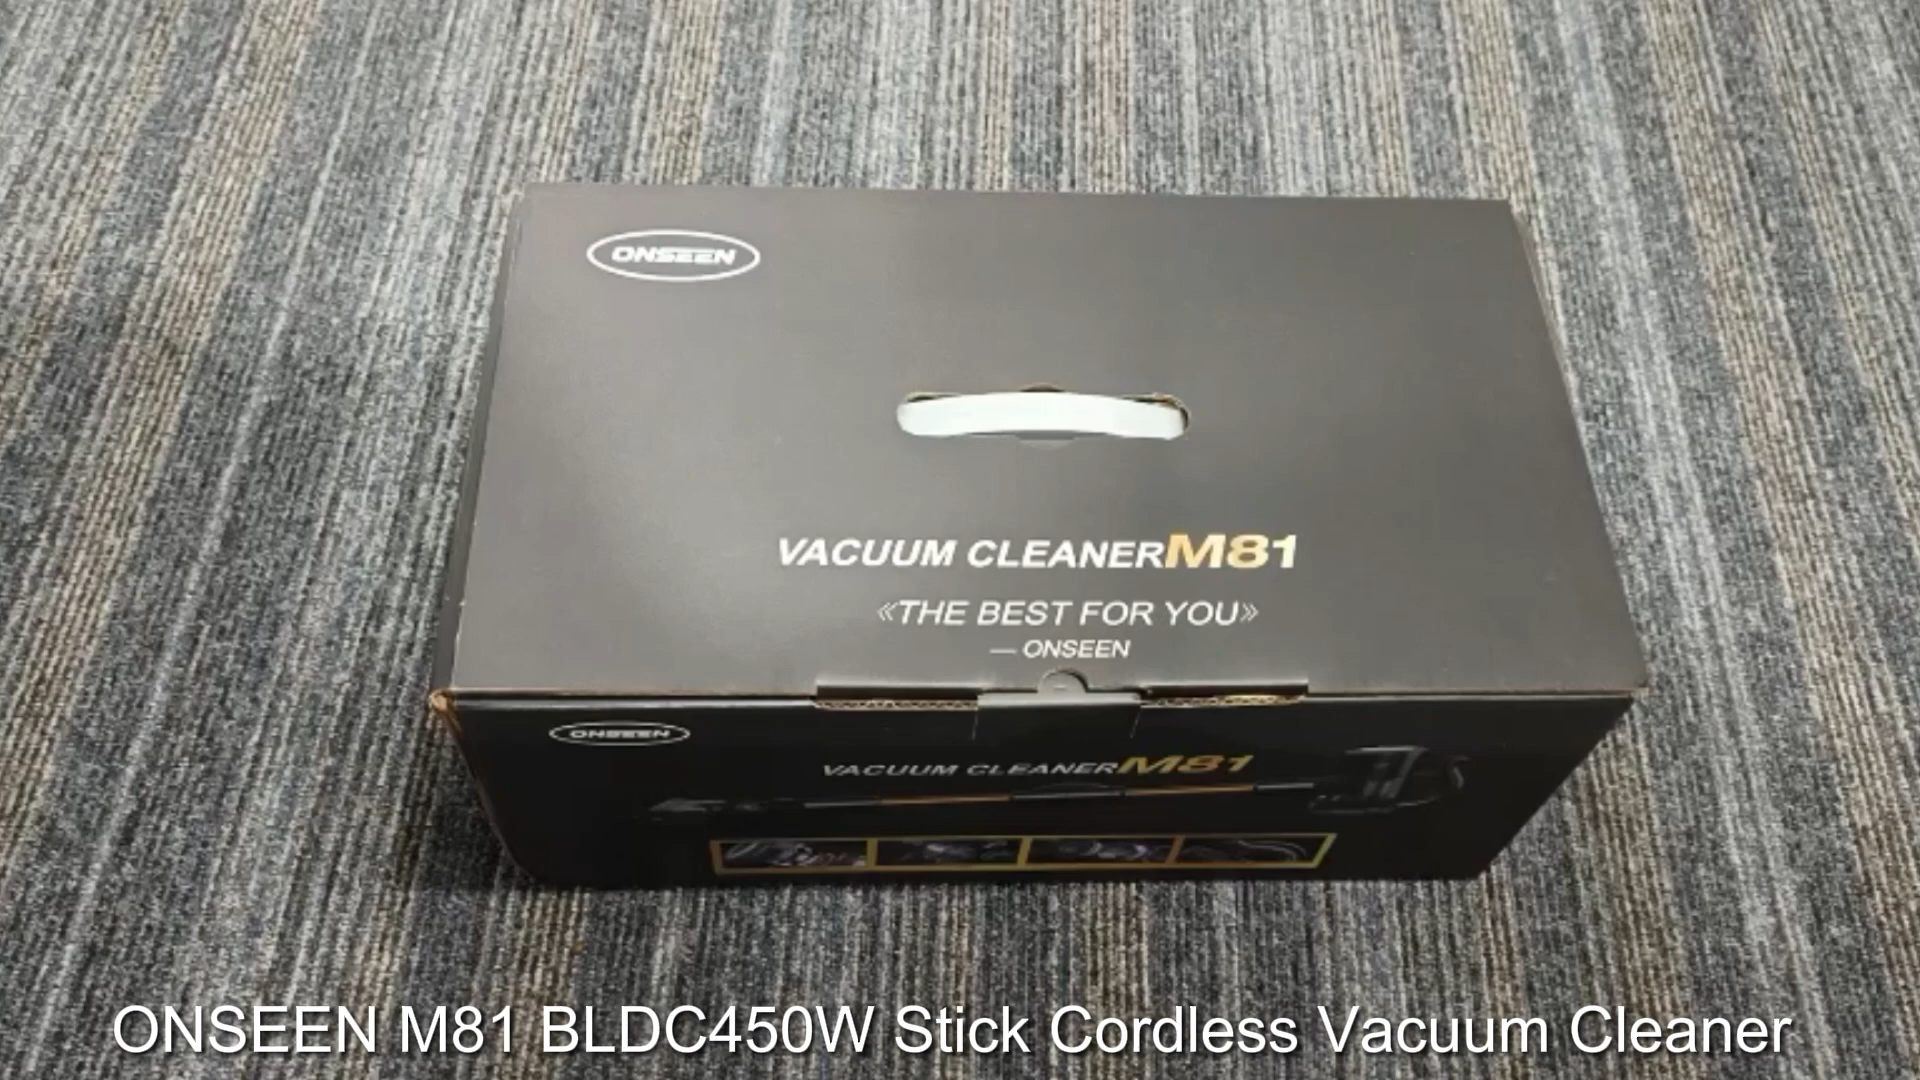 ONSEEN
VACUUM CLEANERM81
《THE BEST FOR YOU》
— ONSEEN
ONSEEN
VACUUM CLEANERM81
ONSEEN M81 BLDC450W Stick Cordless Vacuum Cleaner